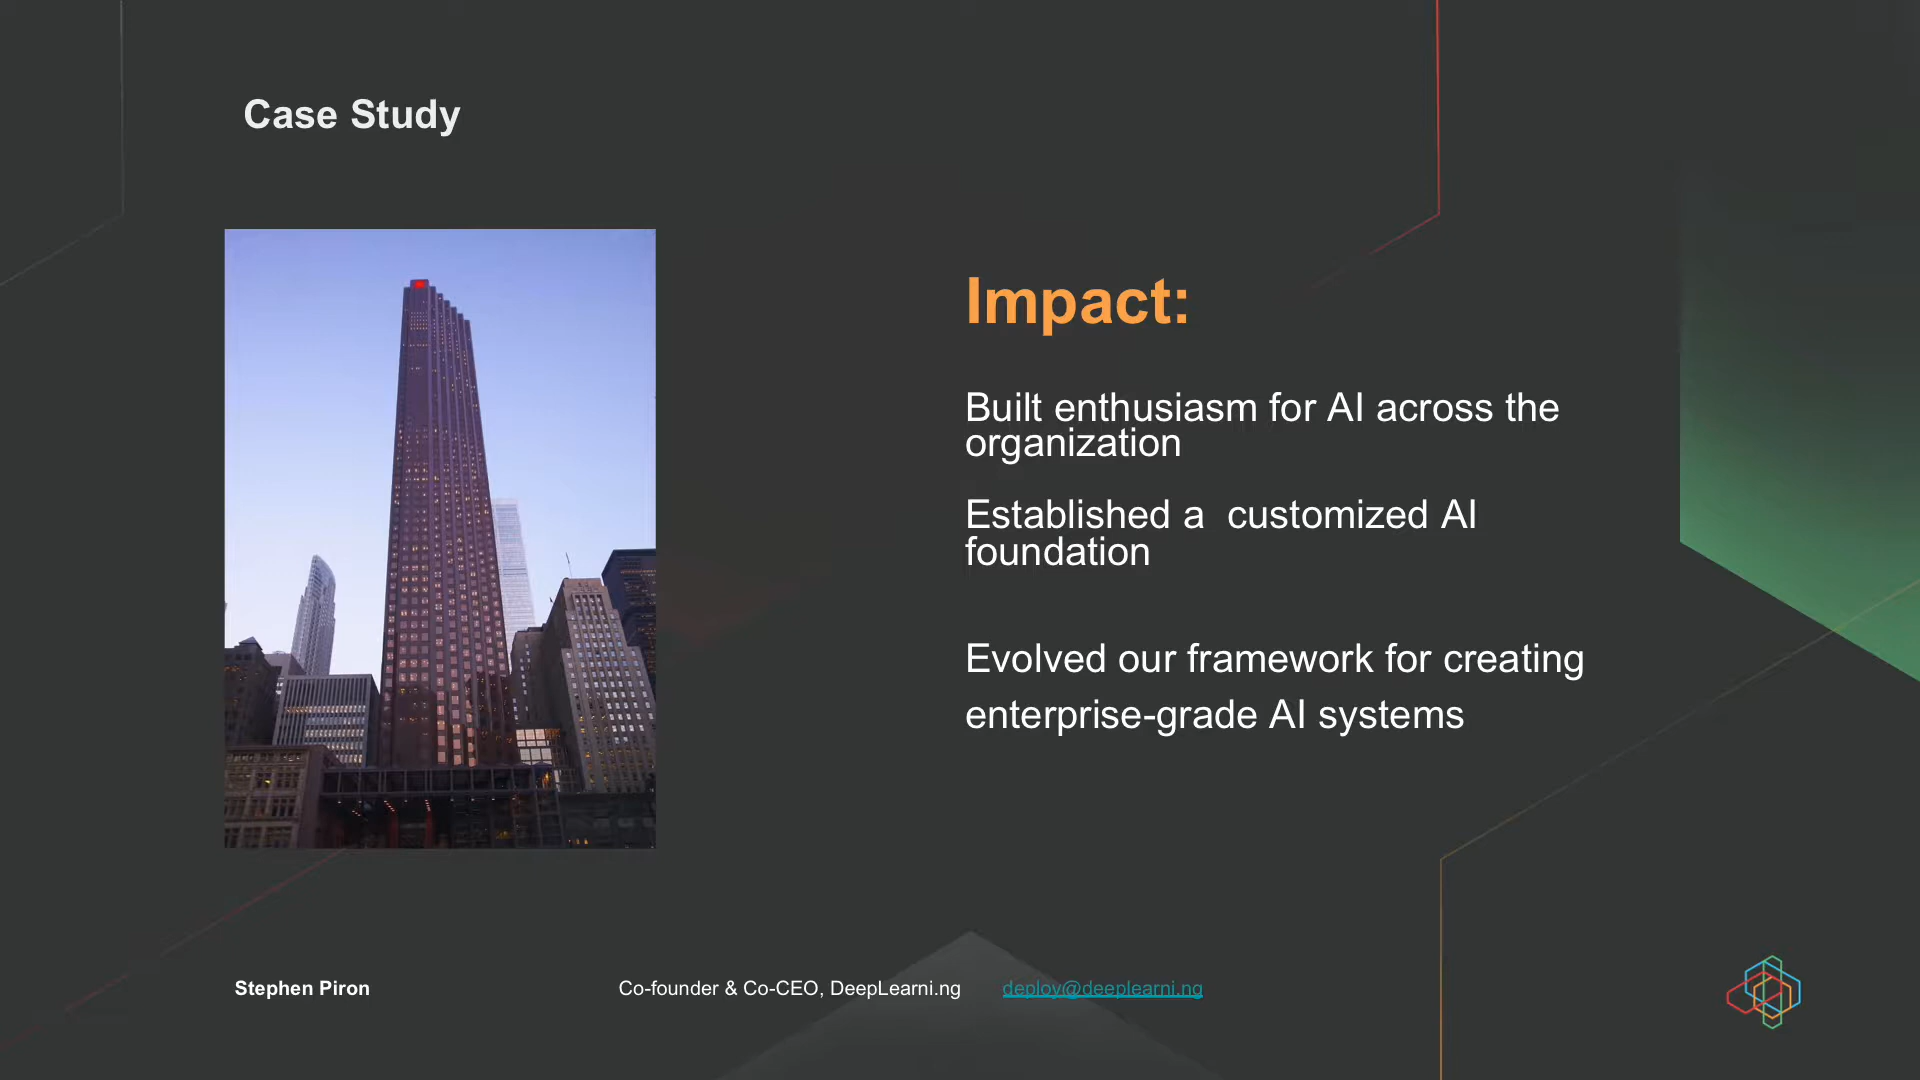 Case Study
Impact:
Built enthusiasm for AI across the
organization
Established a  customized AI
foundation
Evolved our framework for creating
enterprise-grade AI systems
Stephen Piron
Co-founder & Co-CEO, DeepLearni.ng
deploy@deeplearni.ng